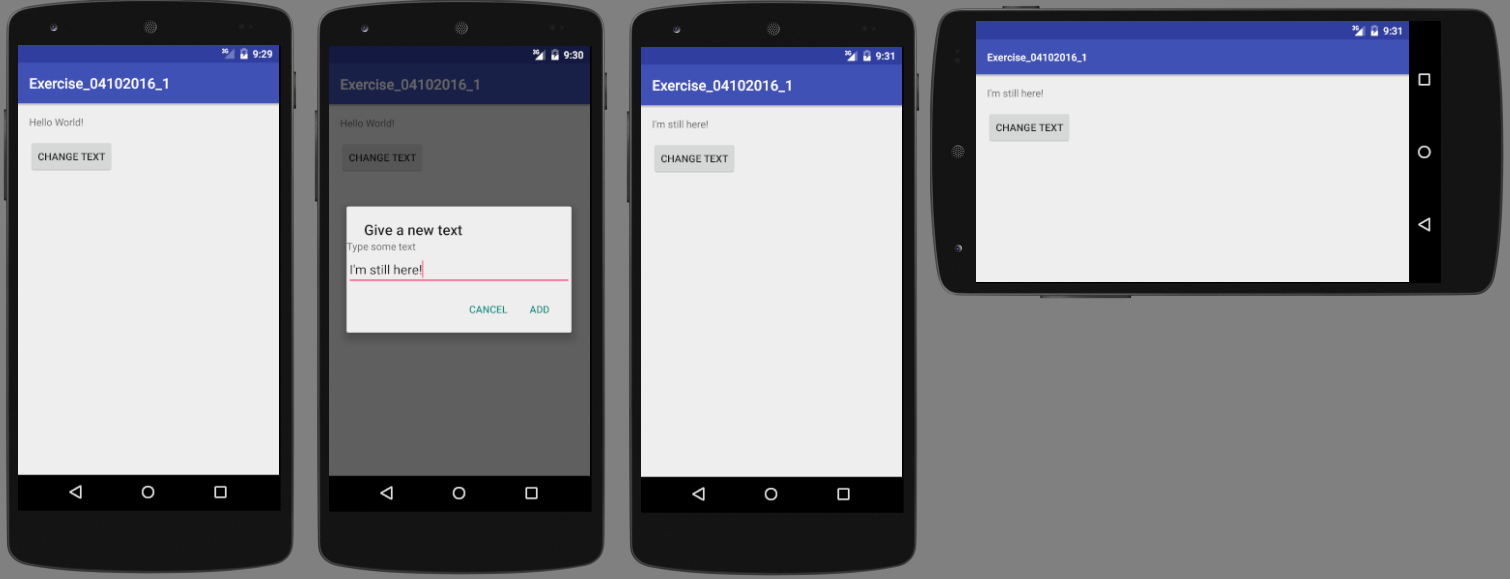 3G 9:29
Exercise_04102016_1
Hello World!
CHANGE TEXT
3G 9:30
Exercise_04102016_1
Hello World!
CHANGE TEXT
Give a new text
Type some text
I'm still here!
CANCEL ADD
3G 9:31
Exercise_04102016_1
I'm still here!
CHANGE TEXT
3G 9:31
Exercise_04102016_1
I'm still here!
CHANGE TEXT